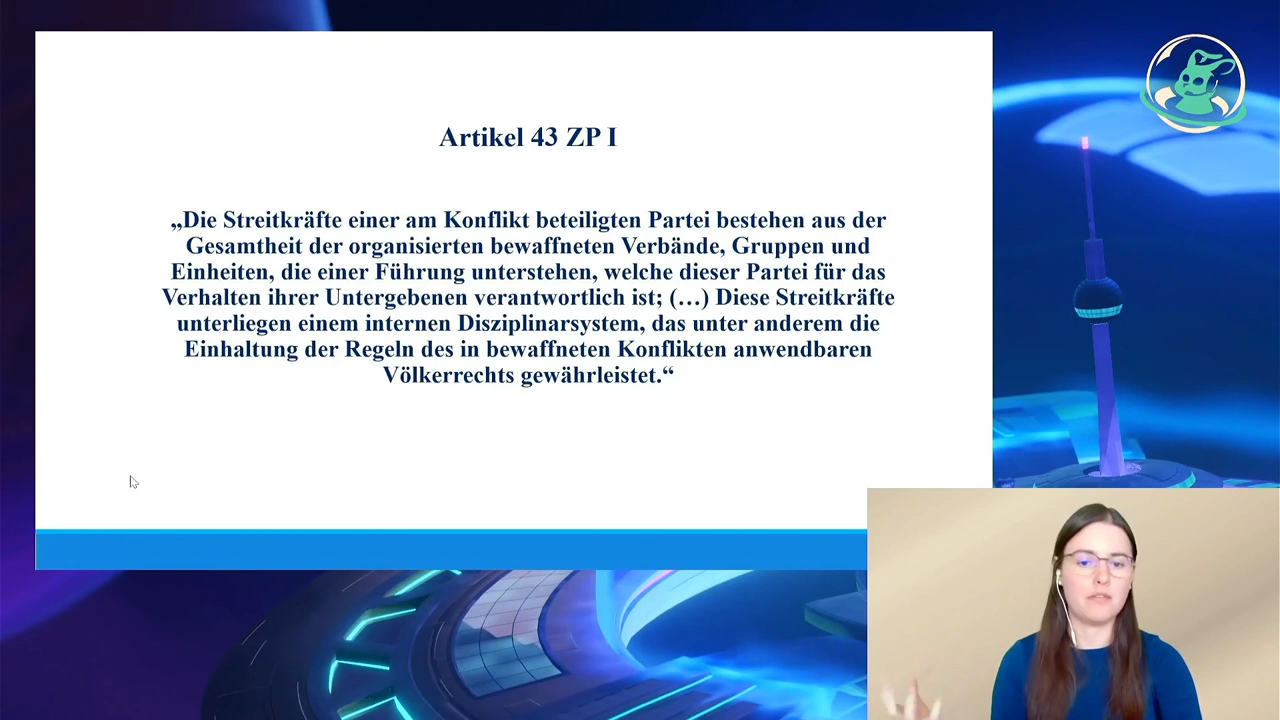 Artikel 43 ZP I
„Die Streitkräfte einer am Konflikt beteiligten Partei bestehen aus der
Gesamtheit der organisierten bewaffneten Verbände, Gruppen und
Einheiten, die einer Führung unterstehen, welche dieser Partei für das
Verhalten ihrer Untergebenen verantwortlich ist; (…) Diese Streitkräfte
unterliegen einem internen Disziplinarsystem, das unter anderem die
Einhaltung der Regeln des in bewaffneten Konflikten anwendbaren
Völkerrechts gewährleistet.“